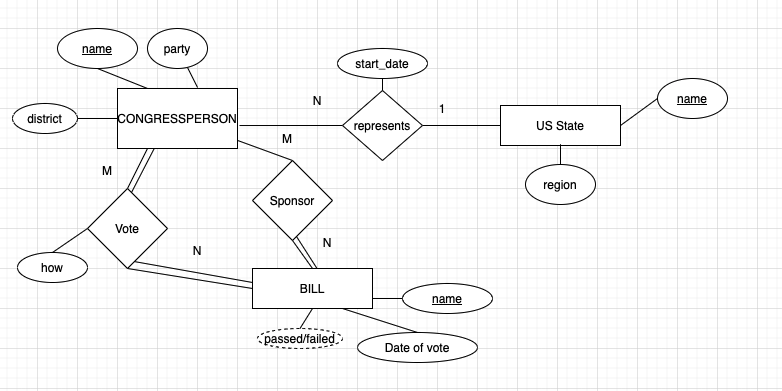 name
party
start_date
district
CONGRESSPERSON
N
1
represents
US State
name
M
M
region
Sponsor
Vote
how
N
N
BILL
name
passed/failed
Date of vote